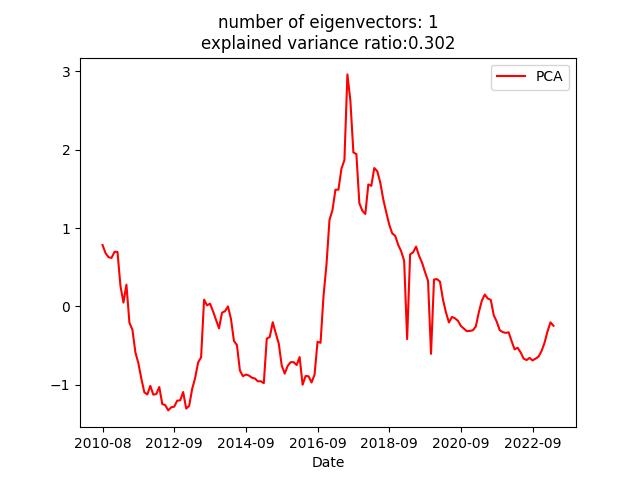 number of eigenvectors: 1
explained variance ratio:0.302
PCA
3
2
1
0
−1
2010-08 2012-09 2014-09 2016-09 2018-09 2020-09 2022-09
Date